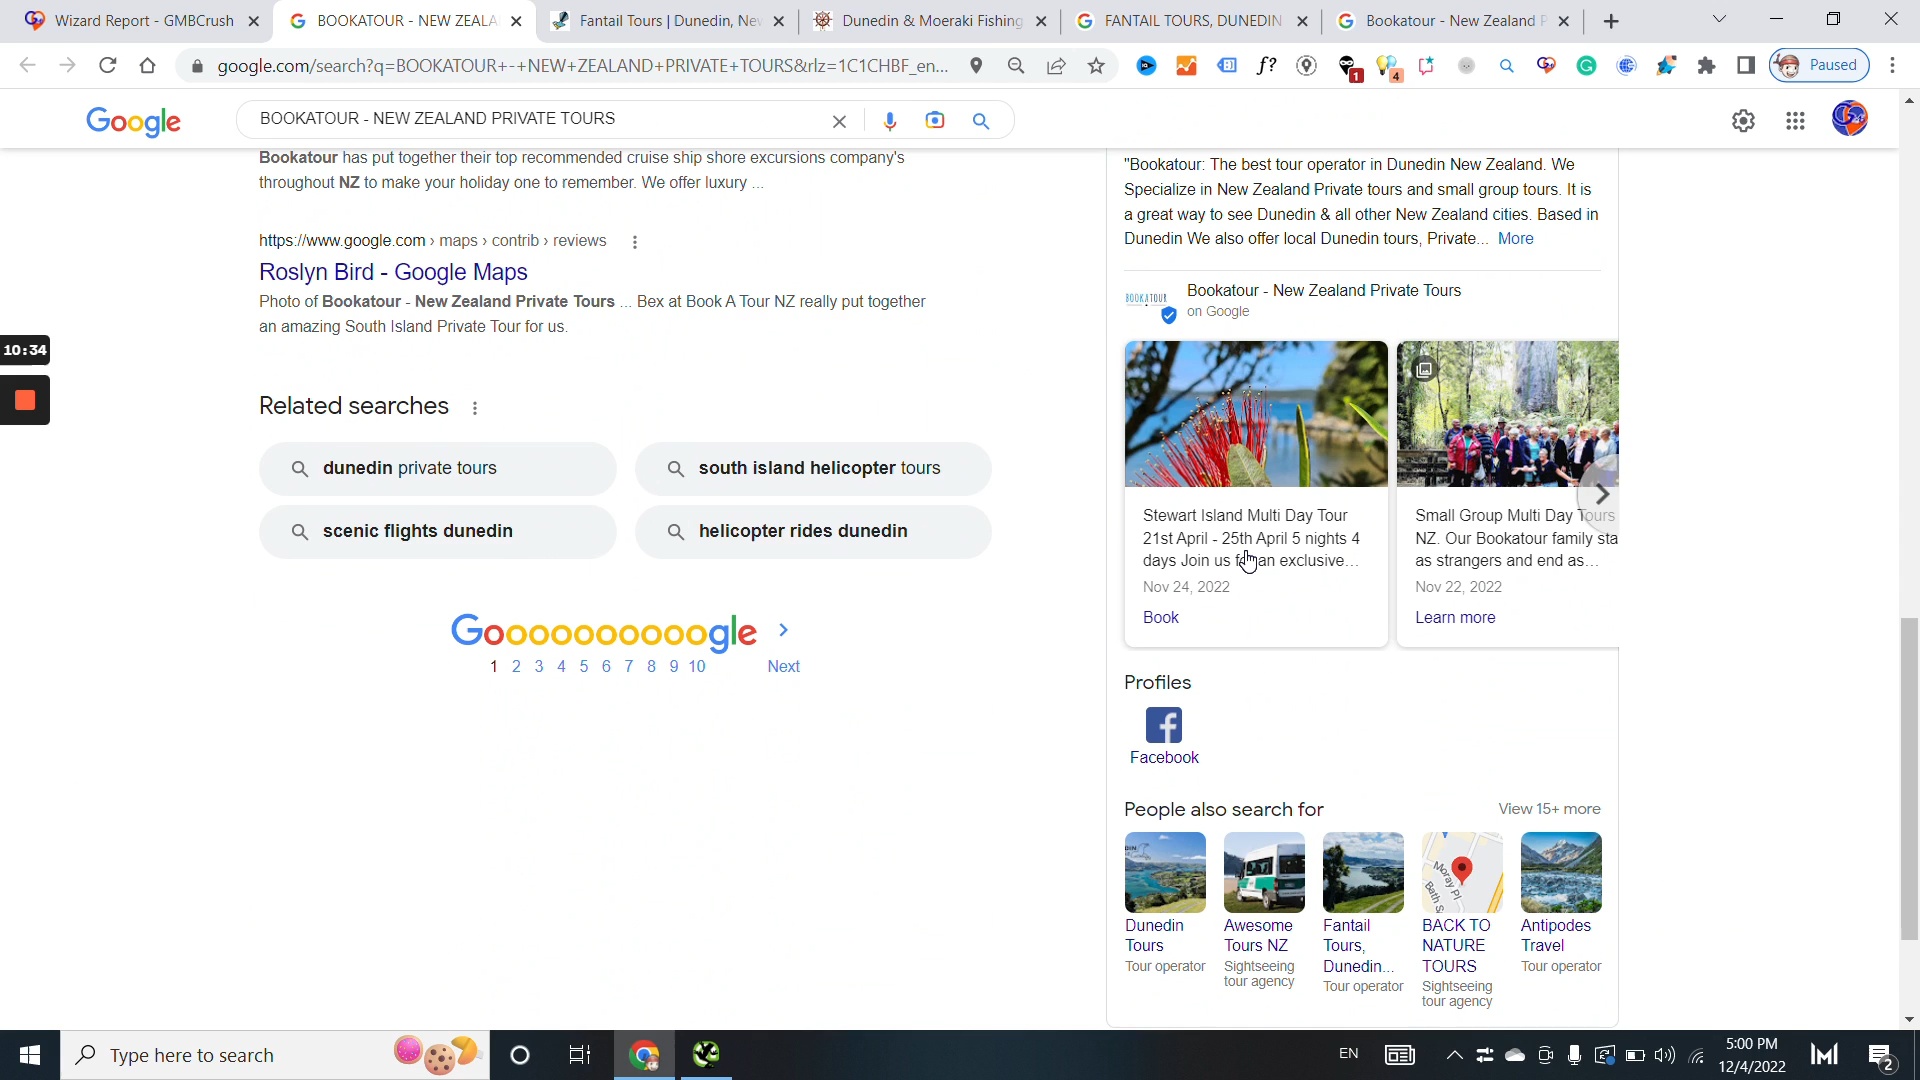 Wizard Report - GMBCrush
BOOKATOUR - NEW ZEALA
Fantail Tours | Dunedin, Nev
Dunedin & Moeraki Fishing
FANTAIL TOURS, DUNEDIN
Bookatour - New Zealand P
google.com/search?q=BOOKATOUR+-+NEW+ZEALAND+PRIVATE+TOURS&rlz=1C1CHBF_en...
f?
1
4
Paused
Google
BOOKATOUR - NEW ZEALAND PRIVATE TOURS
Bookatour has put together their top recommended cruise ship shore excursions company's
throughout NZ to make your holiday one to remember. We offer luxury ...
https://www.google.com › maps › contrib › reviews
Roslyn Bird - Google Maps
Photo of Bookatour - New Zealand Private Tours ... Bex at Book A Tour NZ really put together
an amazing South Island Private Tour for us.
10:34
Related searches
dunedin private tours
south island helicopter tours
scenic flights dunedin
helicopter rides dunedin
Goooooooooogle
1 2 3 4 5 6 7 8 9 10 Next
"Bookatour: The best tour operator in Dunedin New Zealand. We
Specialize in New Zealand Private tours and small group tours. It is
a great way to see Dunedin & all other New Zealand cities. Based in
Dunedin We also offer local Dunedin tours, Private... More
BOOKATOUR
Bookatour - New Zealand Private Tours
on Google
Stewart Island Multi Day Tour
21st April - 25th April 5 nights 4
days Join us for an exclusive...
Nov 24, 2022
Book
Small Group Multi Day Tours
NZ. Our Bookatour family sta
as strangers and end as...
Nov 22, 2022
Learn more
Profiles
Facebook
People also search for
View 15+ more
Moray Pl
Bath S
Dunedin
Tours
Tour operator
Awesome
Tours NZ
Sightseeing
tour agency
Fantail
Tours,
Dunedin...
Tour operator
BACK TO
NATURE
TOURS
Sightseeing
tour agency
Antipodes
Travel
Tour operator
Type here to search
EN
5:00 PM
12/4/2022
2